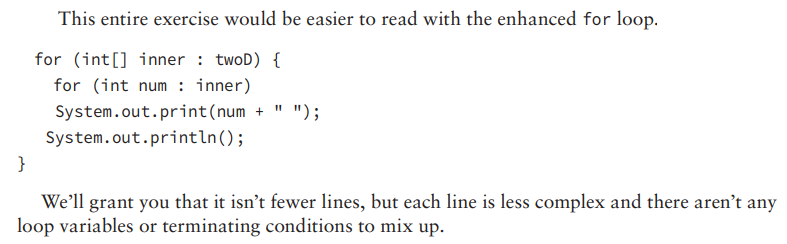 This entire exercise would be easier to read with the enhanced for loop.
for (int[] inner : twoD) {
for (int num : inner)
System.out.print(num + " ");
System.out.println();
}
We’ll grant you that it isn’t fewer lines, but each line is less complex and there aren’t any
loop variables or terminating conditions to mix up.